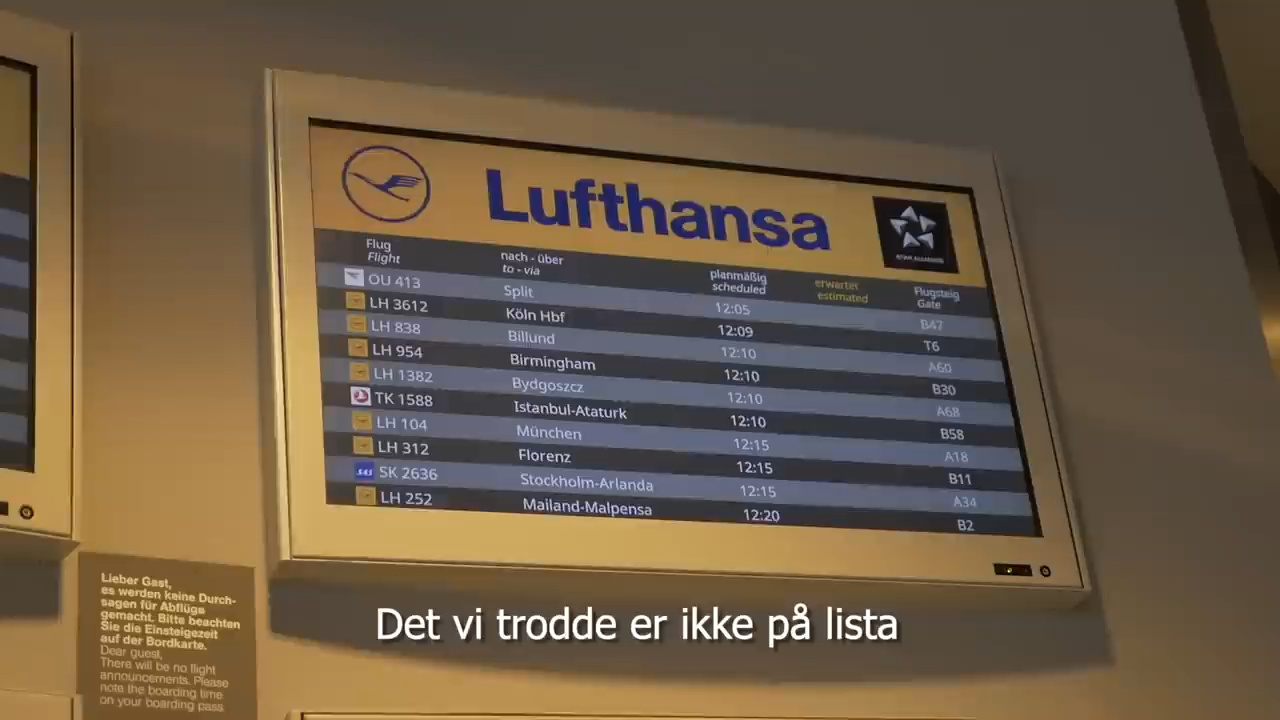 Lufthansa
STAR ALLIANCE
Flug nach - über planmäßig erwartet Flugsteig
Flight to - via scheduled estimated Gate
OU 413 Split 12:05 B47
LH 3612 Köln Hbf 12:09 T6
LH 838 Billund 12:10 A60
LH 954 Birmingham 12:10 B30
LH 1382 Bydgoszcz 12:10 A68
TK 1588 Istanbul-Ataturk 12:10 B58
LH 104 München 12:15 A18
LH 312 Florenz 12:15 B11
SAS SK 2636 Stockholm-Arlanda 12:15 A34
LH 252 Mailand-Malpensa 12:20 B2
Lieber Gast,
es werden keine Durch-
sagen für Abflüge
gemacht. Bitte beachten
Sie die Einsteigezeit
auf der Bordkarte.
Dear guest,
There will be no flight
announcements. Please
note the boarding time
on your boarding pass.
Det vi trodde er ikke på lista